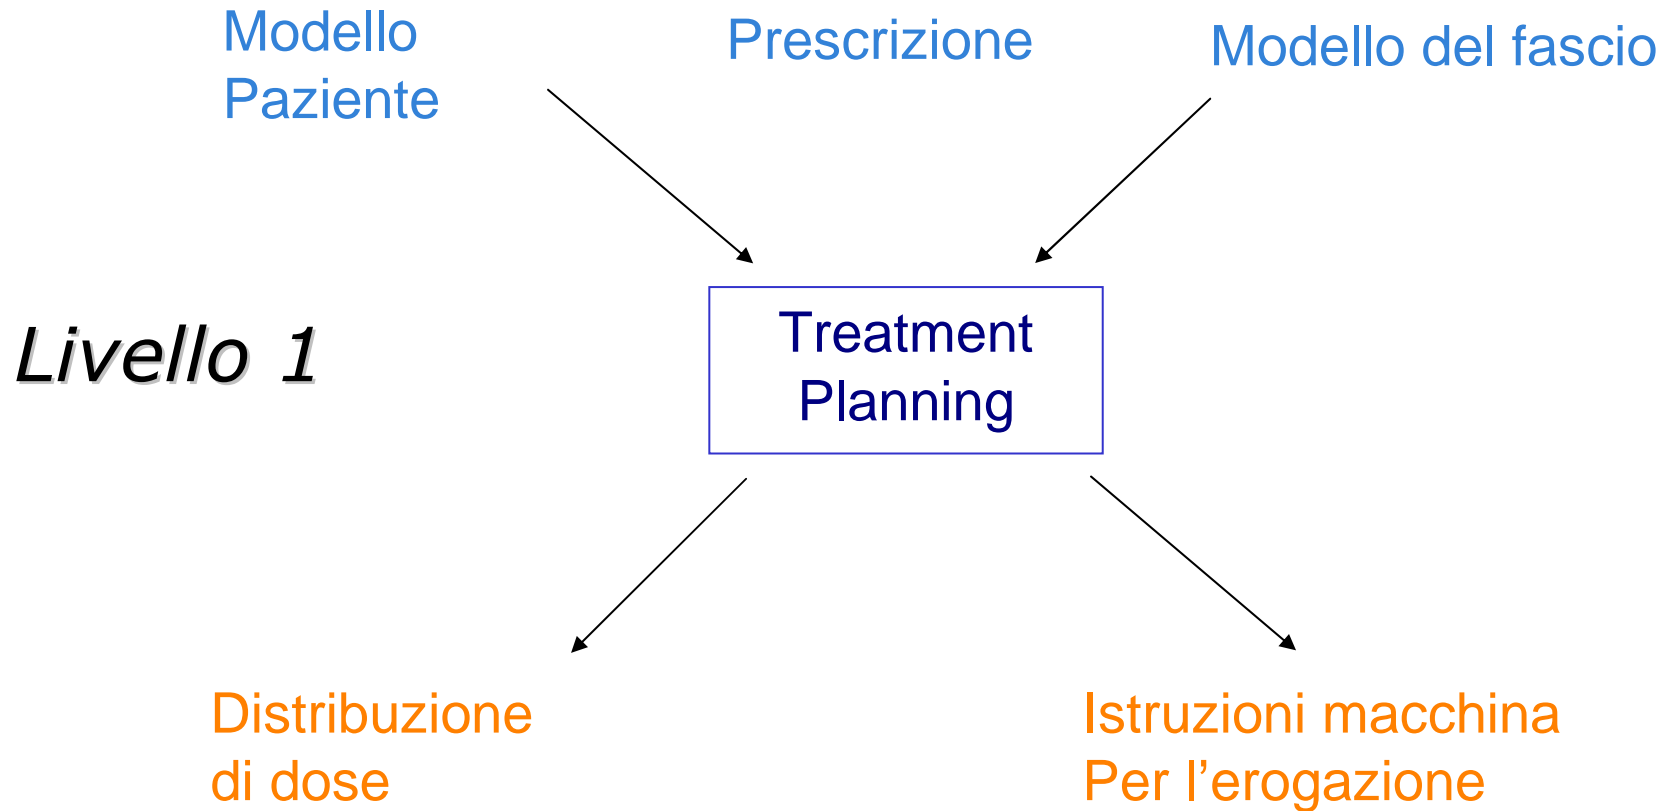 Modello
Paziente
Prescrizione
Modello del fascio
Livello 1
Treatment
Planning
Distribuzione
di dose
Istruzioni macchina
Per l’erogazione